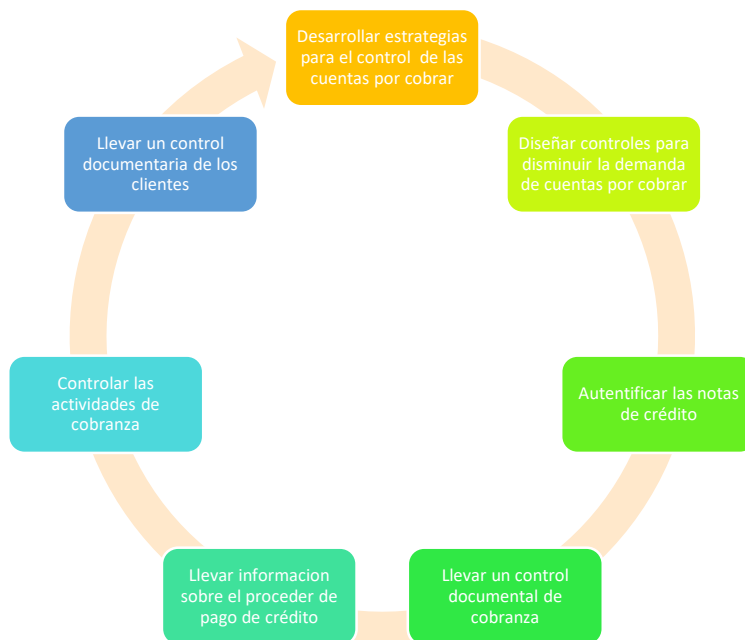 Desarrollar estrategias
para el control de las
cuentas por cobrar
Diseñar controles para
disminuir la demanda
de cuentas por cobrar
Autentificar las notas
de crédito
Llevar un control
documental de
cobranza
Llevar informacion
sobre el proceder de
pago de crédito
Controlar las
actividades de
cobranza
Llevar un control
documentaria de los
clientes